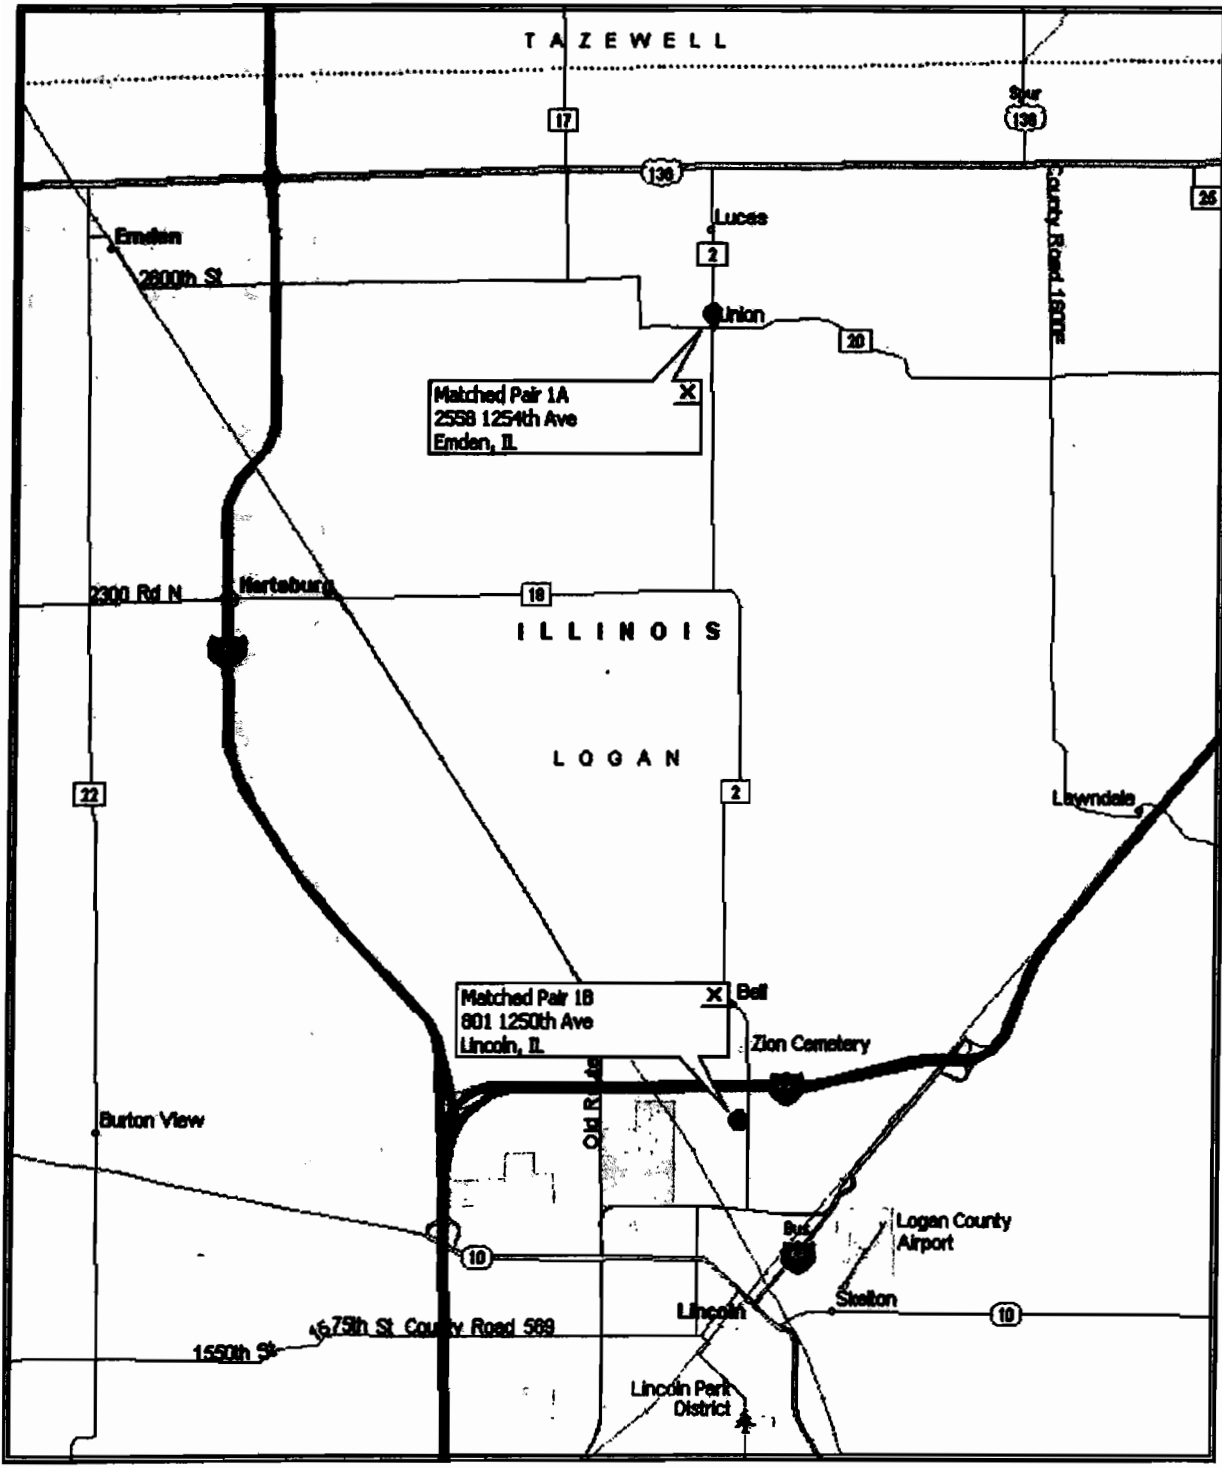 TAZEWELL
17
Spur
136
136
26
Lucas
County Road 1600E
Emden
2
2800th St
Union
20
Matched Pair 1A
X
2558 1254th Ave
Emden, IL
2300 Rd N
Hartsburg
18
ILLINOIS
LOGAN
22
2
Lawndale
Matched Pair 1B
X
Bell
801 1250th Ave
Lincoln, IL
Zion Cemetery
Old Route
Burton View
Bus
Logan County
Airport
10
Skelton
Lincoln
10
75th St County Road 569
1550th St
Lincoln Park
District